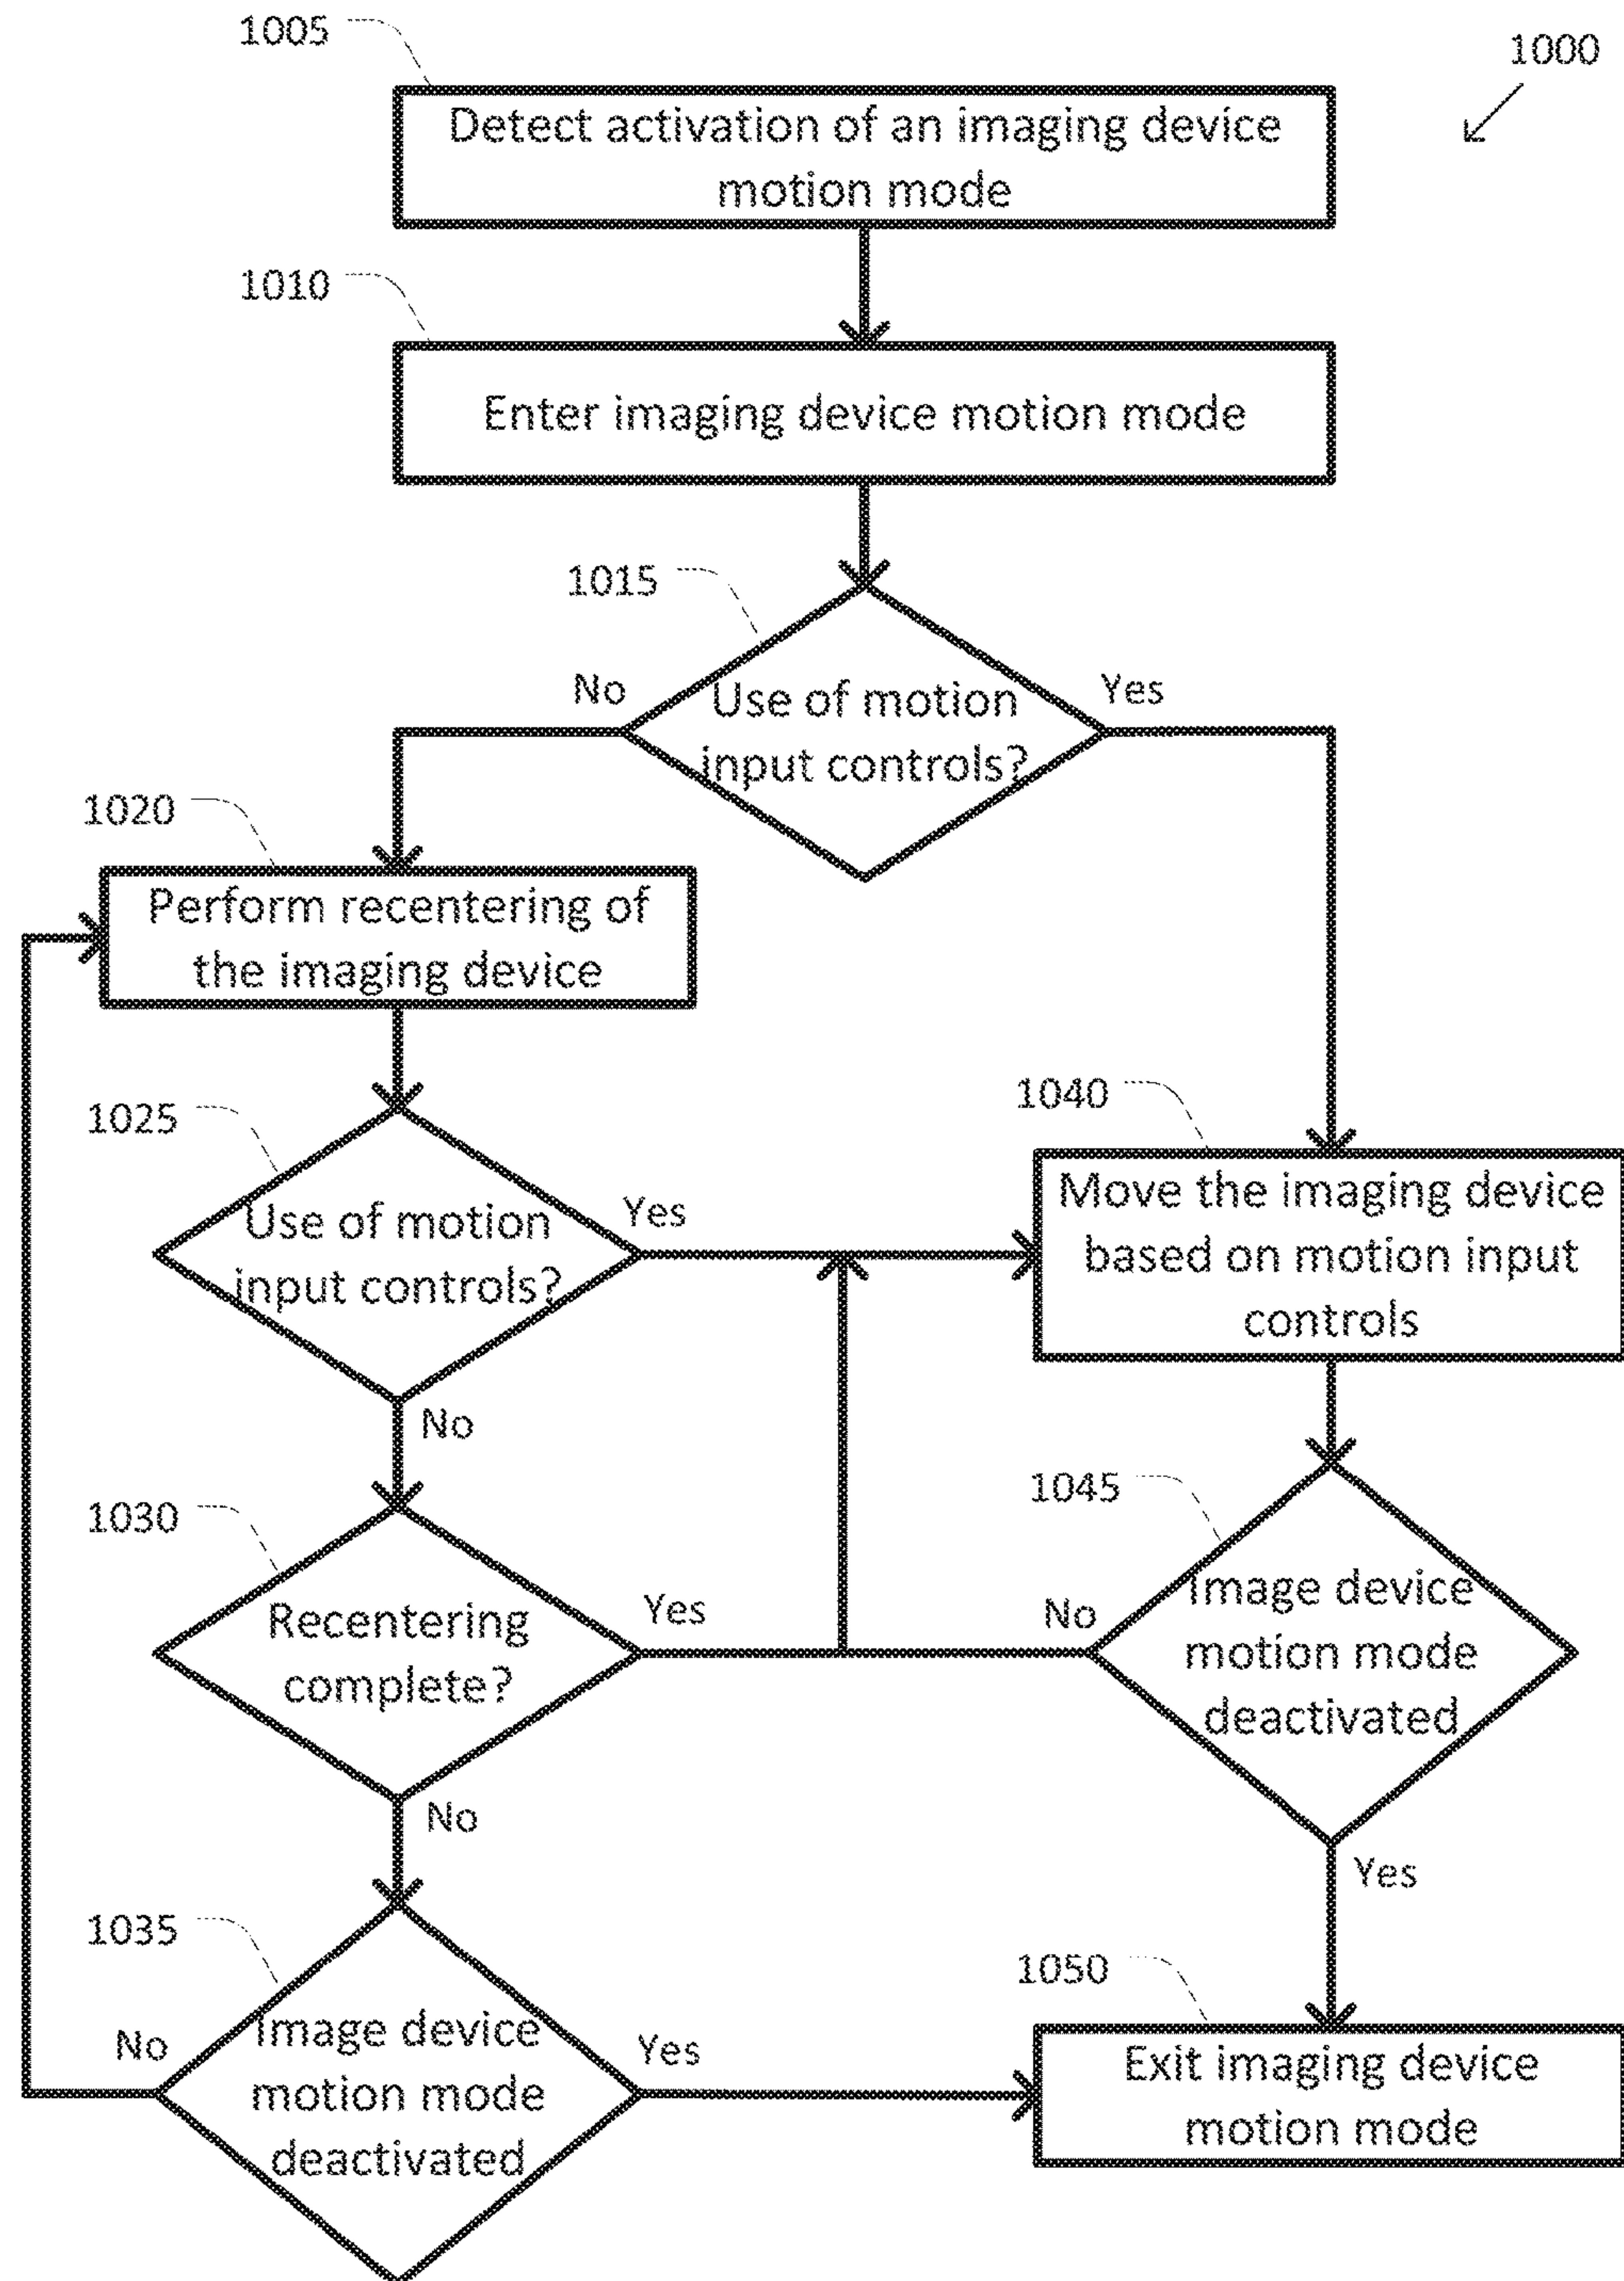 1005
1000
Detect activation of an imaging device
motion mode
1010
Enter imaging device motion mode
1015
No
Yes
Use of motion
input controls?
1020
Perform recentering of
the imaging device
1025
Use of motion
input controls?
Yes
No
1040
Move the imaging device
based on motion input
controls
1030
Recentering
complete?
Yes
No
1045
No
Image device
motion mode
deactivated
Yes
1035
No
Image device
motion mode
deactivated
Yes
1050
Exit imaging device
motion mode